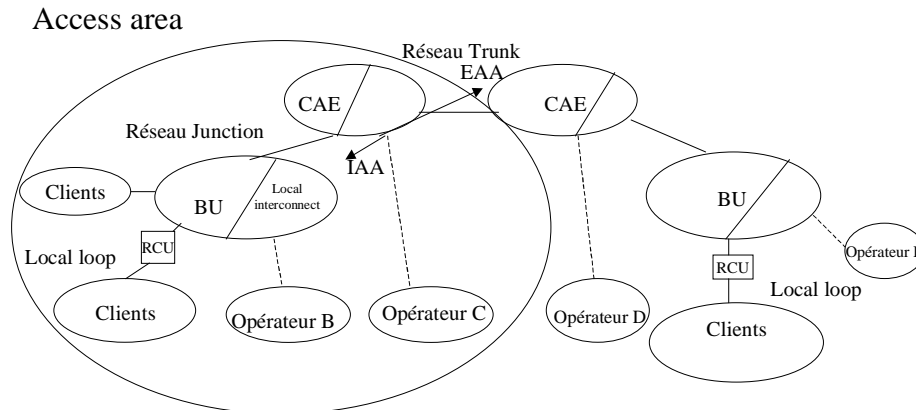 Access area
Réseau Trunk
EAA
CAE
CAE
Réseau Junction
IAA
Clients
BU
Local
interconnect
BU
RCU
Local loop
Opérateur
RCU
Local loop
Clients
Opérateur B
Opérateur C
Opérateur D
Clients